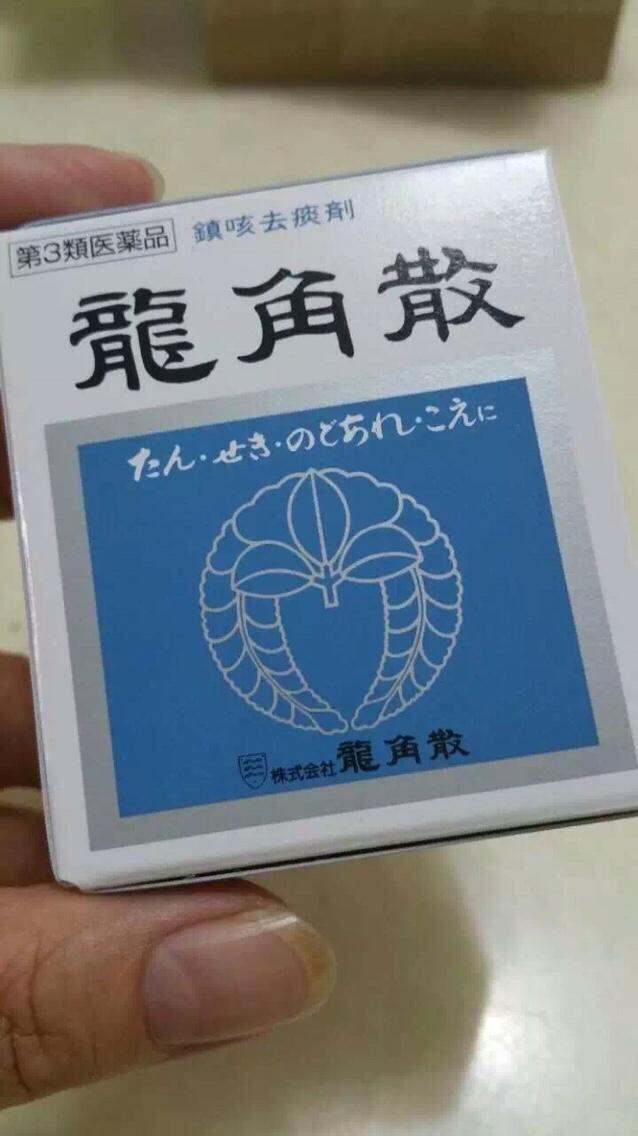 第3類医薬品 鎮咳去痰剤
龍角散
たん・せき・のどあれ・こえに
株式会社 龍角散